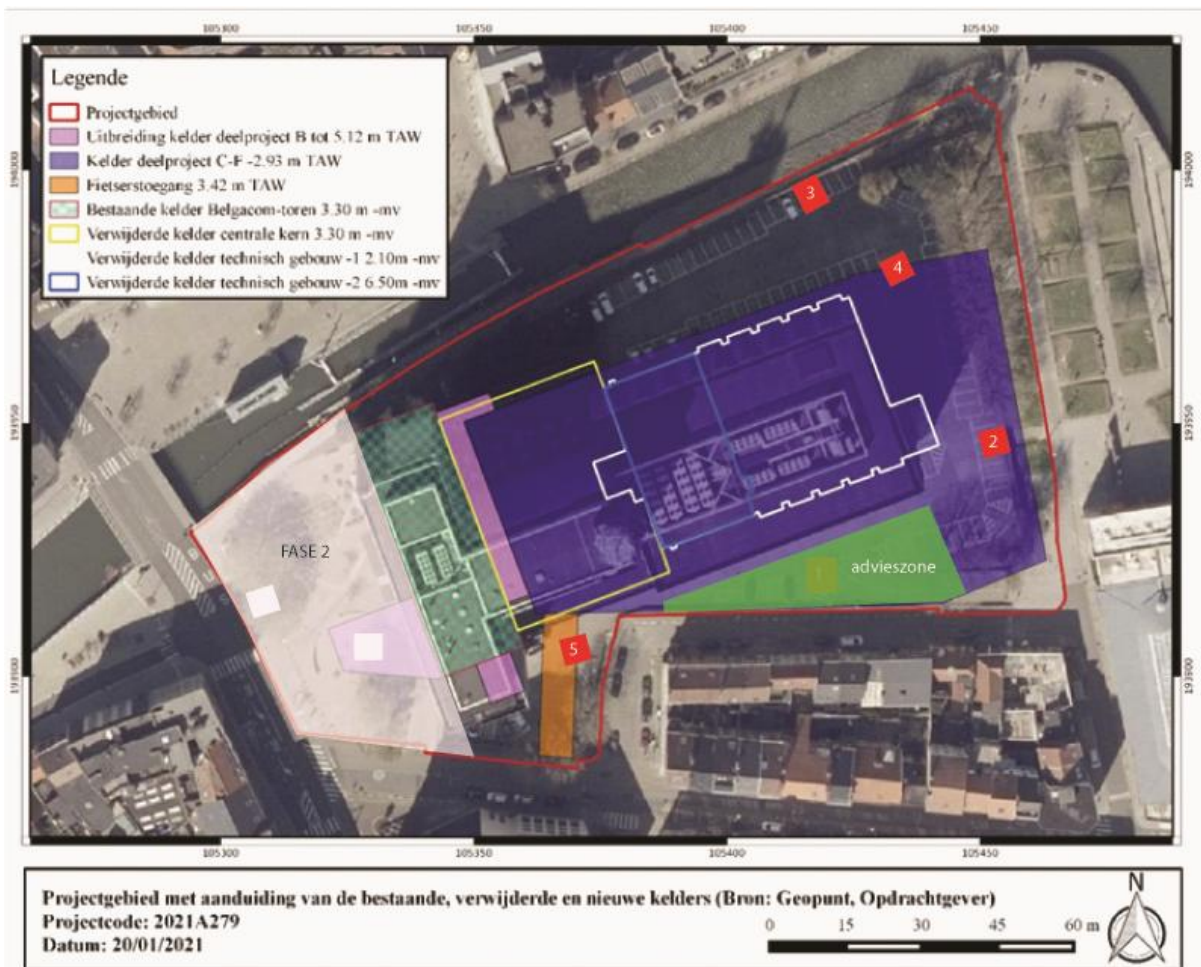 105300 105350 105400 105450
Legende
Projectgebied
Uitbreiding kelder deelproject B tot 5.12 m TAW
Kelder deelproject C-F -2.93 m TAW
Fietserstoegang 3.42 m TAW
Bestaande kelder Belgacom-toren 3.30 m -mv
Verwijderde kelder centrale kern 3.30 m -mv
Verwijderde kelder technisch gebouw -1 2.10m -mv
Verwijderde kelder technisch gebouw -2 6.50m -mv
194000
194000
3
4
193950
193950
2
FASE 2
advieszone
5
193900
193900
105300 105350 105400 105450
Projectgebied met aanduiding van de bestaande, verwijderde en nieuwe kelders (Bron: Geopunt, Opdrachtgever)
Projectcode: 2021A279
Datum: 20/01/2021
0 15 30 45 60 m
N